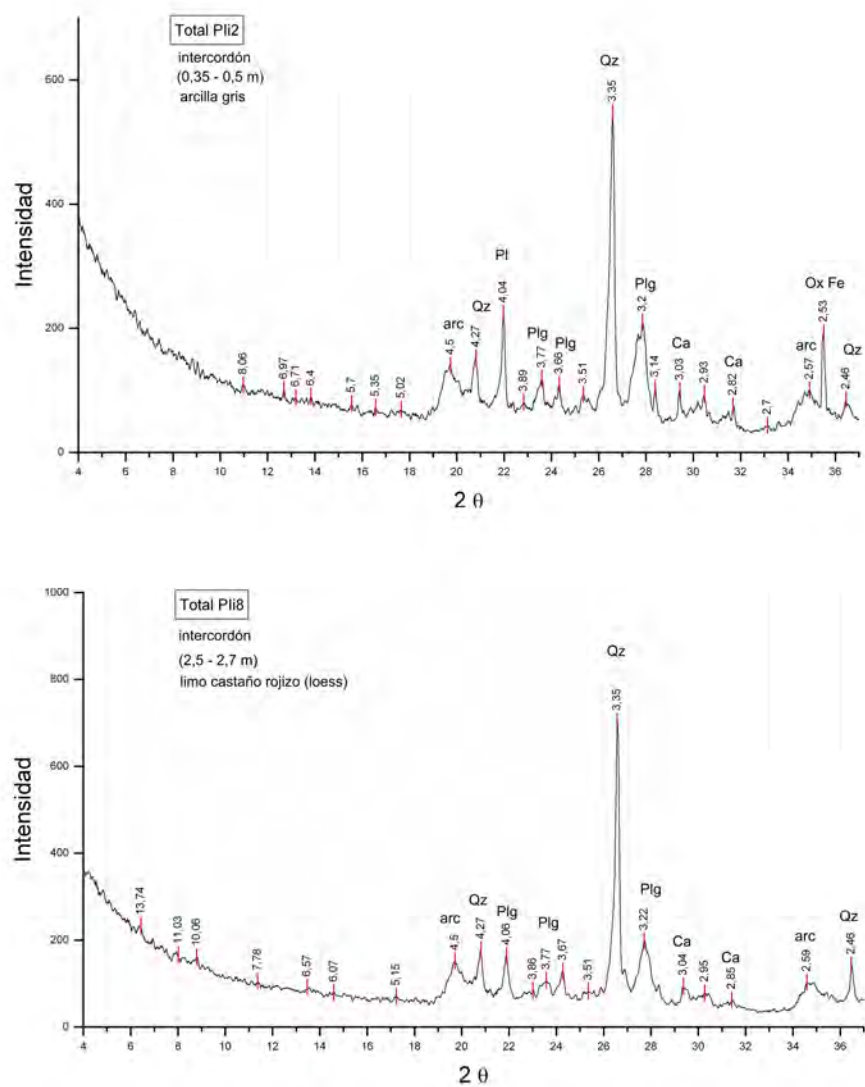 Total Pli2
intercordón
(0,35 - 0,5 m)
arcilla gris
Intensidad
600
400
200
0
Qz
3,35
Pl
4,04
arc
4,5
Qz
4,27
Plg
3,77
Plg
3,66
Plg
3,2
Ca
3,03
Ca
2,82
arc
2,57
Ox Fe
2,53
Qz
2,46
8,06
6,97
6,71
6,4
5,7
5,35
5,02
3,89
3,51
3,14
2,93
2,7
4 6 8 10 12 14 16 18 20 22 24 26 28 30 32 34 36
2 θ
Total Pli8
intercordón
(2,5 - 2,7 m)
limo castaño rojizo (loess)
Intensidad
1000
800
600
400
200
0
Qz
3,35
arc
4,5
Qz
4,27
Plg
4,06
Plg
3,77
3,67
Plg
3,22
Ca
3,04
Ca
2,85
arc
2,59
Qz
2,46
13,74
11,03
10,06
7,78
6,57
6,07
5,15
3,86
3,51
2,95
4 6 8 10 12 14 16 18 20 22 24 26 28 30 32 34 36
2 θ